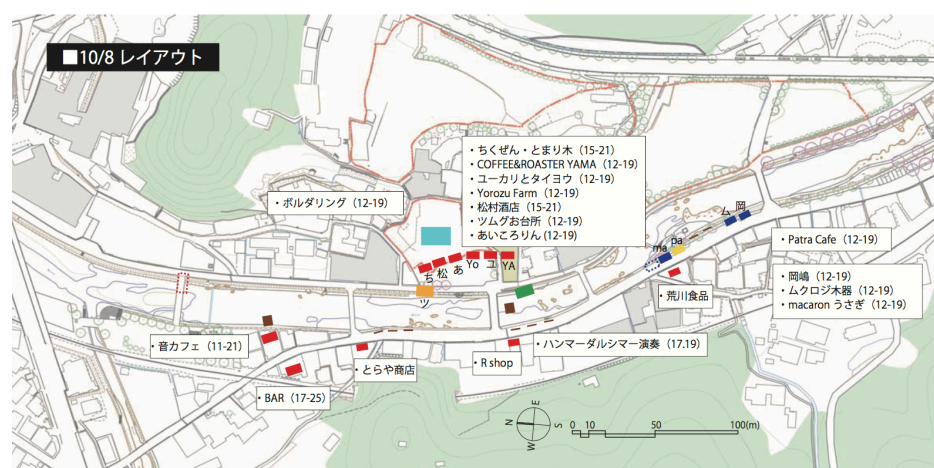 ■10/8 レイアウト
・ちくぜん・とまり木（15-21）
・COFFEE&ROASTER YAMA（12-19）
・ユーカリとタイヨウ（12-19）
・Yorozu Farm（12-19）
・松村酒店（15-21）
・ツムグお台所（12-19）
・あいころりん（12-19）
・ボルダリング（12-19）
ち
松
あ
Yo
ユ
YA
ツ
ム
岡
ma
pa
・Patra Cafe（12-19）
・岡嶋（12-19）
・ムクロジ木器（12-19）
・macaron うさぎ（12-19）
・荒川食品
・音カフェ（11-21）
・とらや商店
・R shop
・ハンマーダルシマー演奏（17.19）
・BAR（17-25）
N
E
S
W
0 10 50 100(m)